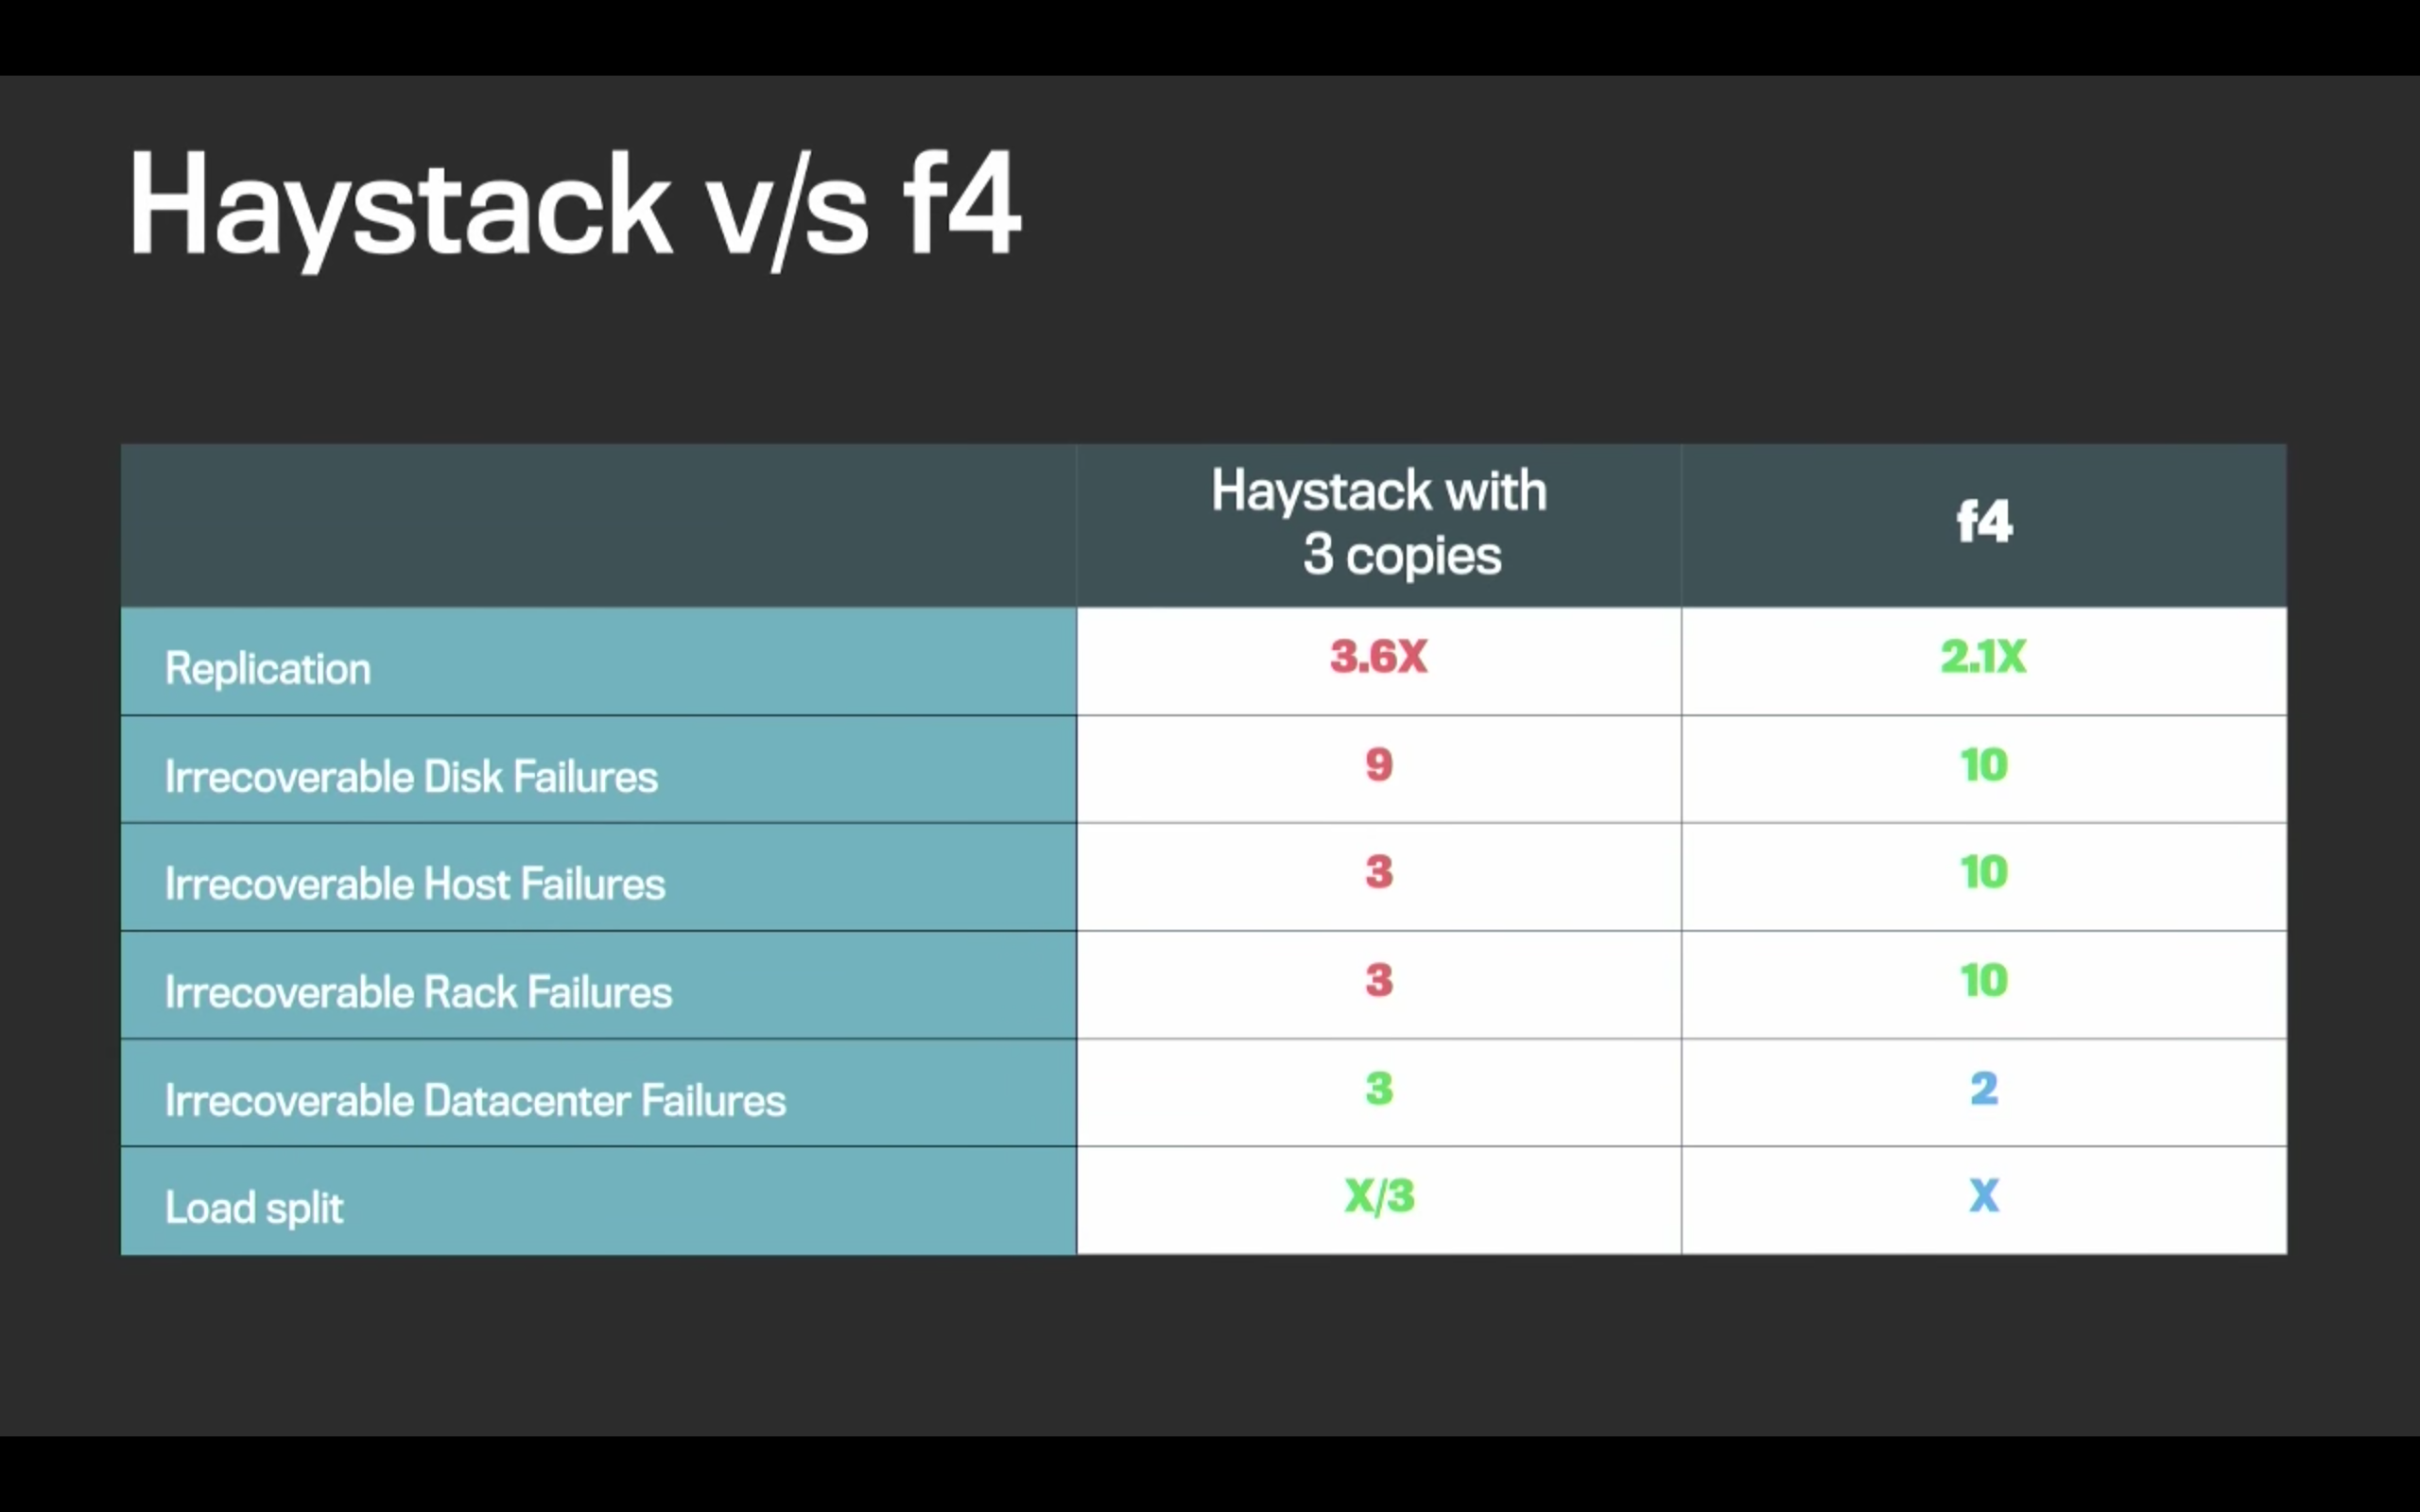 Haystack v/s f4
Haystack with
3 copies
f4
Replication 3.6X 2.1X
Irrecoverable Disk Failures 9 10
Irrecoverable Host Failures 3 10
Irrecoverable Rack Failures 3 10
Irrecoverable Datacenter Failures 3 2
Load split X/3 X